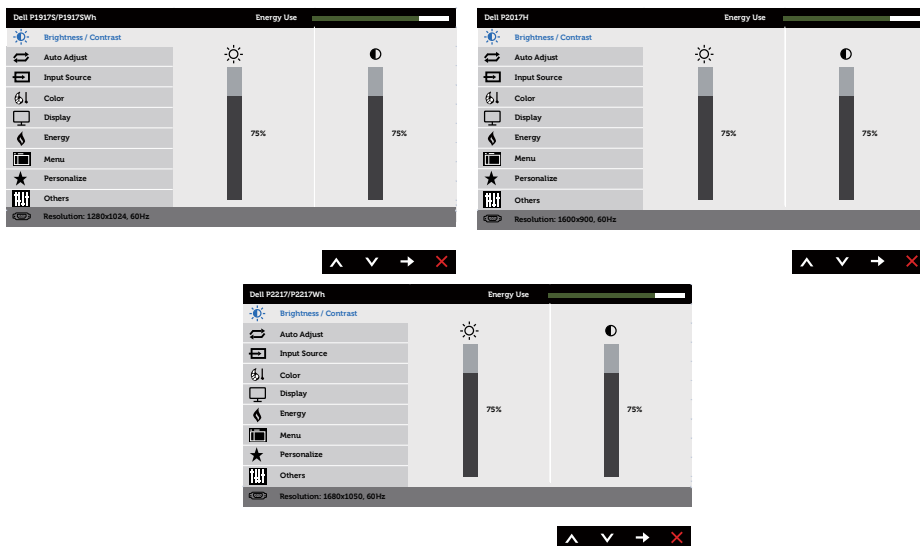 Dell P1917S/P1917SWh Energy Use
Brightness / Contrast
Auto Adjust
Input Source
Color
Display
Energy
Menu
Personalize
Others
75% 75%
Resolution: 1280x1024, 60Hz
Dell P2017H Energy Use
Brightness / Contrast
Auto Adjust
Input Source
Color
Display
Energy
Menu
Personalize
Others
75% 75%
Resolution: 1600x900, 60Hz
Dell P2217/P2217Wh Energy Use
Brightness / Contrast
Auto Adjust
Input Source
Color
Display
Energy
Menu
Personalize
Others
75% 75%
Resolution: 1680x1050, 60Hz